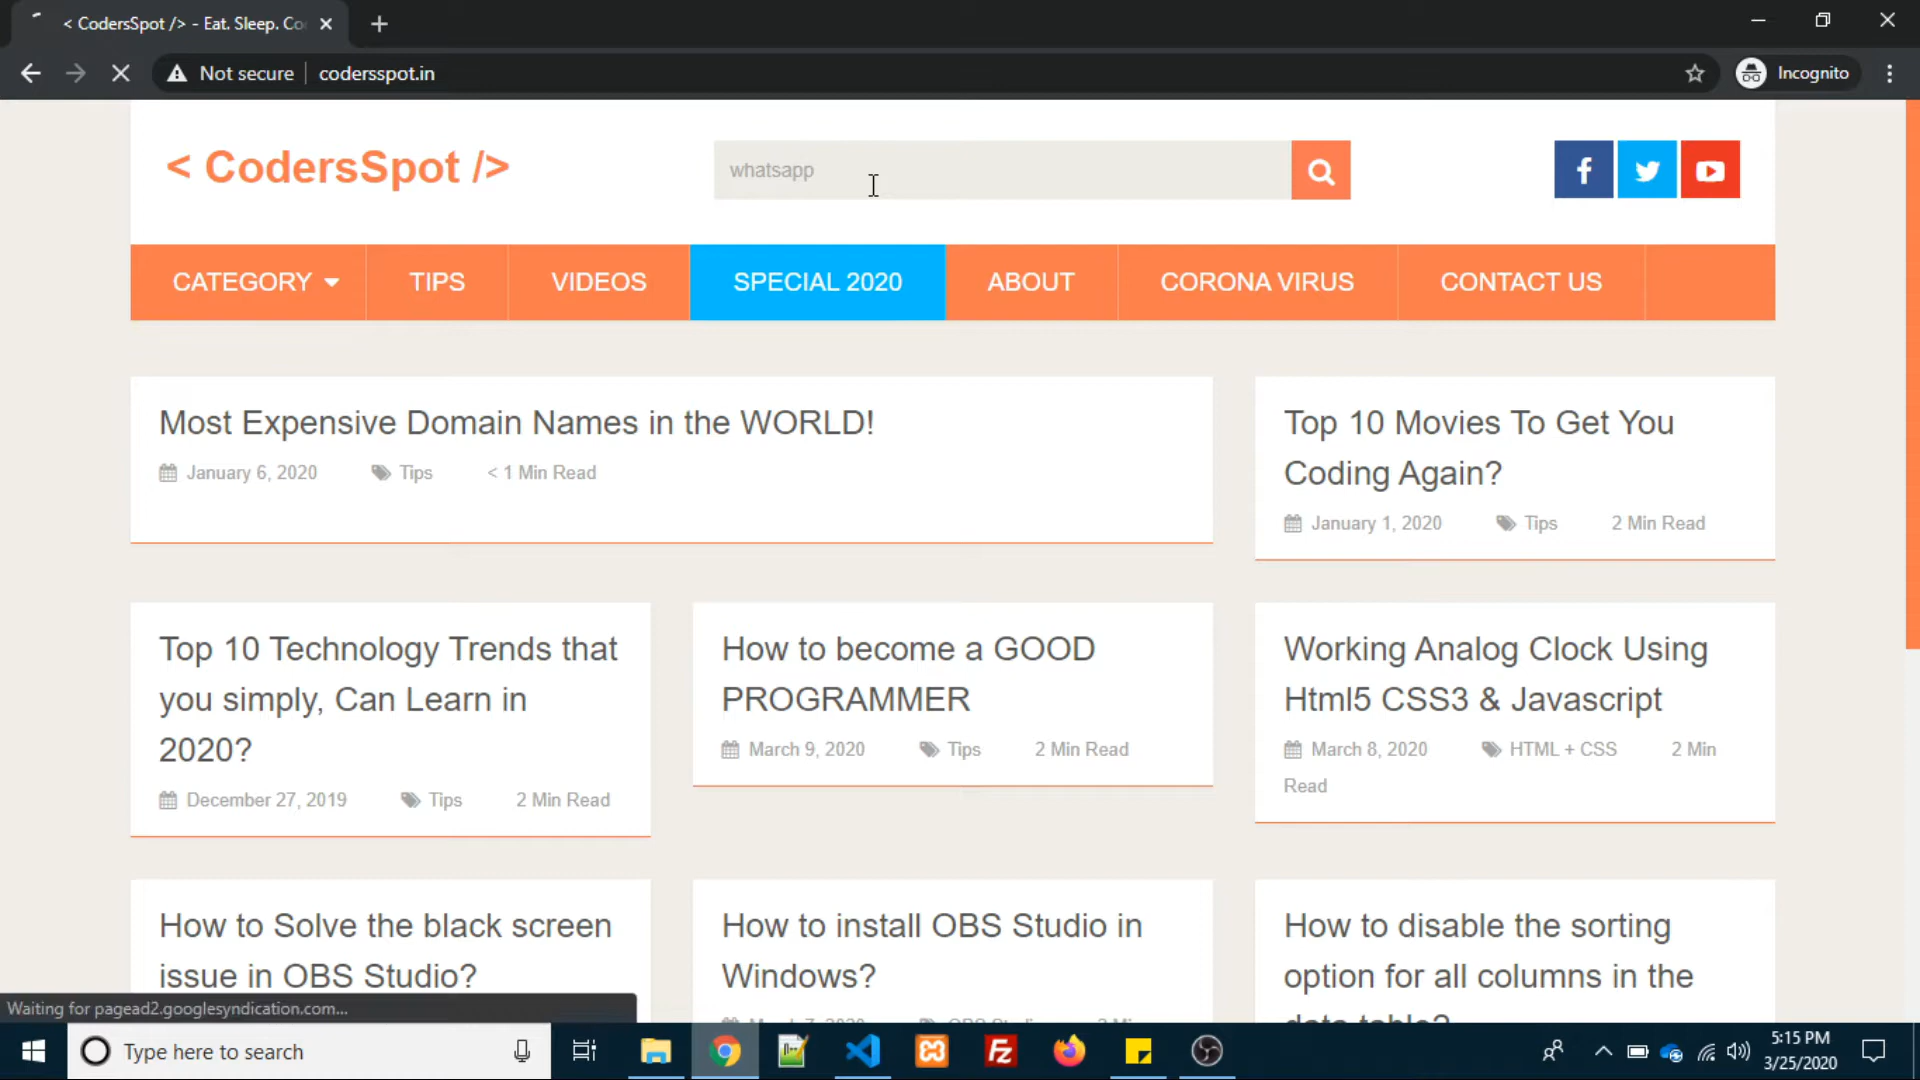 < CodersSpot /> - Eat. Sleep. Co
Not secure
codersspot.in
Incognito
< CodersSpot />
whatsapp
CATEGORY
TIPS
VIDEOS
SPECIAL 2020
ABOUT
CORONA VIRUS
CONTACT US
Most Expensive Domain Names in the WORLD!
January 6, 2020 Tips < 1 Min Read
Top 10 Movies To Get You
Coding Again?
January 1, 2020 Tips 2 Min Read
Top 10 Technology Trends that
you simply, Can Learn in
2020?
December 27, 2019 Tips 2 Min Read
How to become a GOOD
PROGRAMMER
March 9, 2020 Tips 2 Min Read
Working Analog Clock Using
Html5 CSS3 & Javascript
March 8, 2020 HTML + CSS 2 Min
Read
How to Solve the black screen
issue in OBS Studio?
How to install OBS Studio in
Windows?
How to disable the sorting
option for all columns in the
data table?
Waiting for pagead2.googlesyndication.com...
Type here to search
5:15 PM
3/25/2020